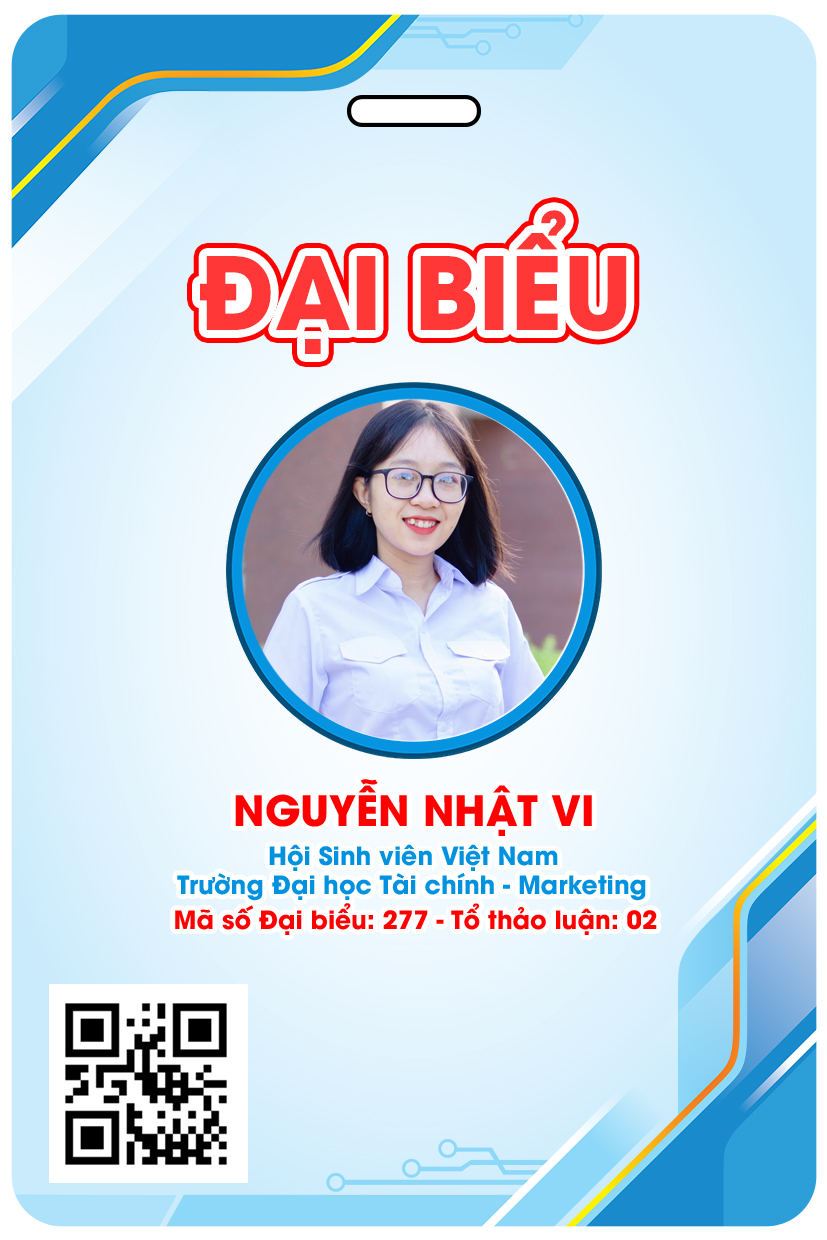 ĐẠI BIỂU
NGUYỄN NHẬT VI
Hội Sinh viên Việt Nam
Trường Đại học Tài chính - Marketing
Mã số Đại biểu: 277 - Tổ thảo luận: 02